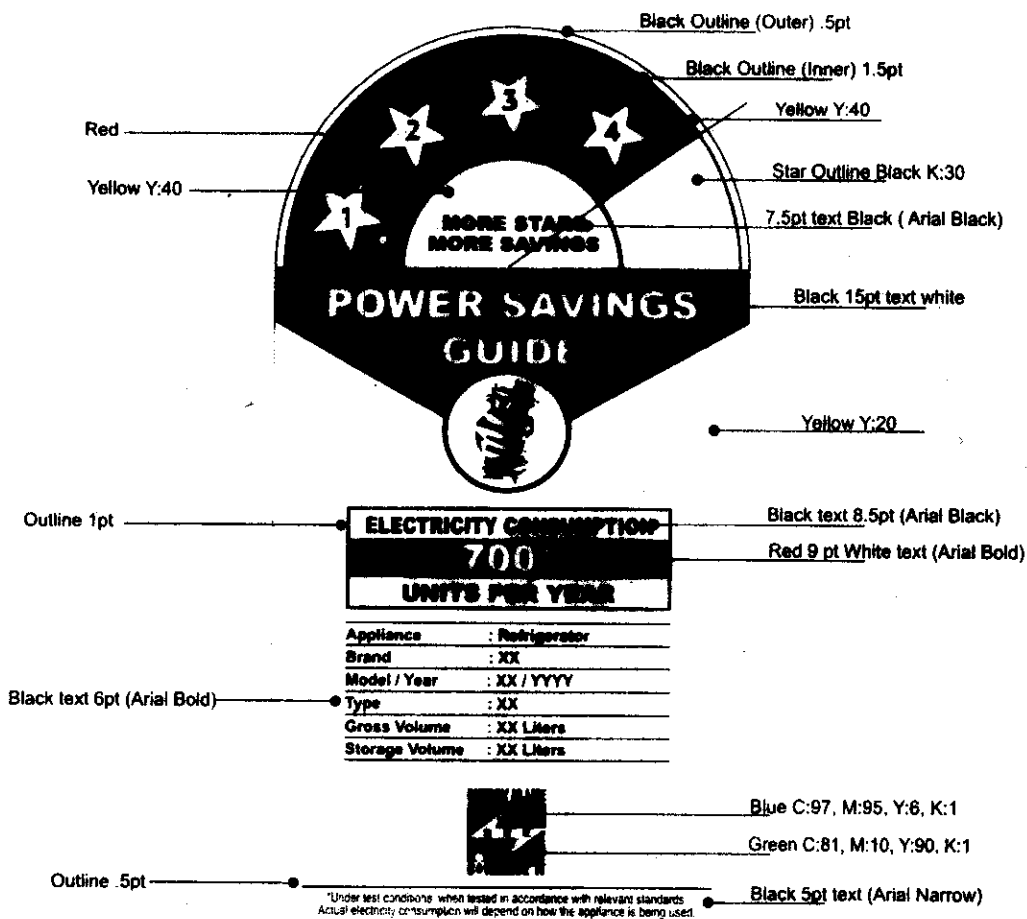 Black Outline (Outer) .5pt
Black Outline (Inner) 1.5pt
Yellow Y:40
Red
Star Outline Black K:30
Yellow Y:40
7.5pt text Black ( Arial Black)
1
2
3
4
MORE STARS
MORE SAVINGS
Black 15pt text white
POWER SAVINGS
GUIDE
Yellow Y:20
Outline 1pt
ELECTRICITY CONSUMPTION
Black text 8.5pt (Arial Black)
700
Red 9 pt White text (Arial Bold)
UNITS PER YEAR
Appliance : Refrigerator
Brand : XX
Model / Year : XX / YYYY
Black text 6pt (Arial Bold)
Type : XX
Gross Volume : XX Liters
Storage Volume : XX Liters
Blue C:97, M:95, Y:6, K:1
Green C:81, M:10, Y:90, K:1
Outline .5pt
Black 5pt text (Arial Narrow)
*Under test conditions when tested in accordance with relevant standards
Actual electricity consumption will depend on how the appliance is being used.